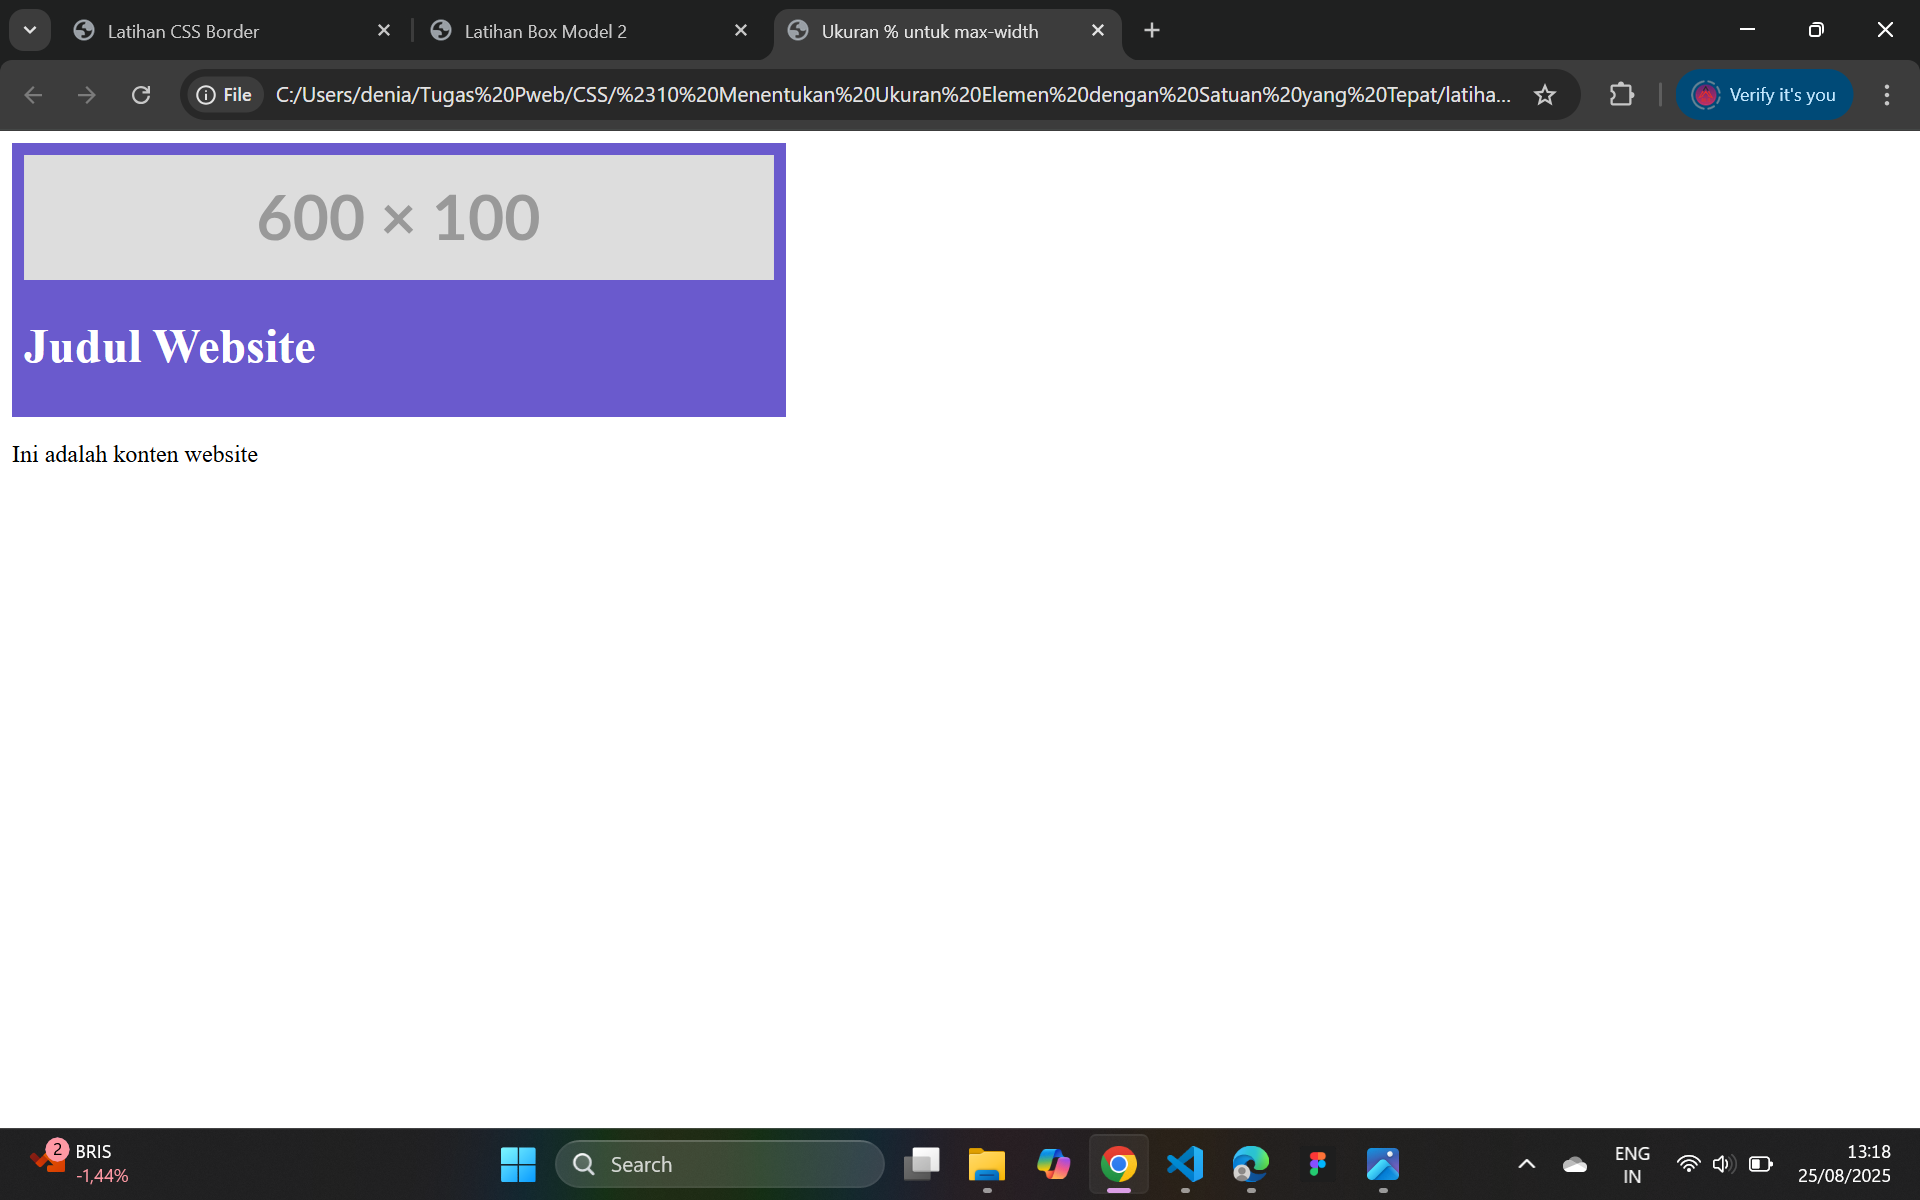 Latihan CSS Border
Latihan Box Model 2
Ukuran % untuk max-width
File
C:/Users/denia/Tugas%20Pweb/CSS/%2310%20Menentukan%20Ukuran%20Elemen%20dengan%20Satuan%20yang%20Tepat/latiha...
Verify it's you
600 × 100
Judul Website
Ini adalah konten website
2
BRIS
-1,44%
Search
ENG
IN
13:18
25/08/2025